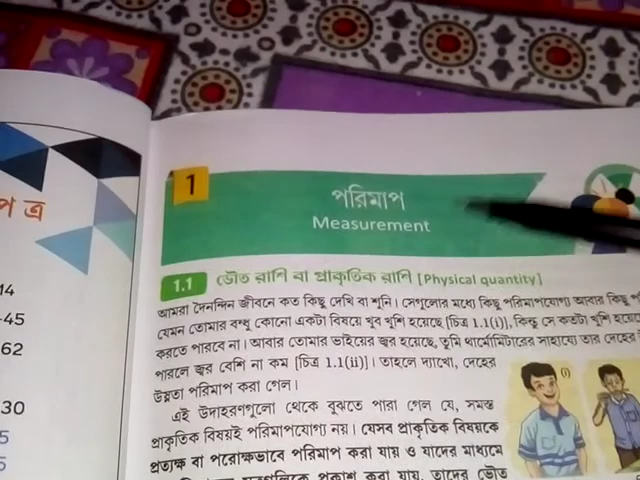 পত্র
14
-45
62
30
5
5
1
পরিমাপ
Measurement
1.1 ভৌত রাশি বা প্রাকৃতিক রাশি [Physical quantity]
আমরা দৈনন্দিন জীবনে কত কিছু দেখি বা শুনি। সেগুলোর মধ্যে কিছু পরিমাপযোগ্য আবার কিছু
যেমন তোমার বন্ধু কোনো একটা বিষয়ে খুব খুশি হয়েছে [চিত্র 1.1(i)], কিন্তু সে কতটা খুশি
করতে পারবে না। আবার তোমার ভাইয়ের জ্বর হয়েছে, তুমি থার্মোমিটারের সাহায্যে তার দেহের
পারলে জ্বর বেশি না কম [চিত্র 1.1(ii)]। তাহলে দ্যাখো, দেহের
উষ্ণতা পরিমাপ করা গেল।
(i)
এই উদাহরণগুলো থেকে বুঝতে পারা গেল যে, সমস্ত
প্রাকৃতিক বিষয়ই পরিমাপযোগ্য নয়। যেসব প্রাকৃতিক বিষয়কে
প্রত্যক্ষ বা পরোক্ষভাবে পরিমাপ করা যায় ও যাদের মাধ্যমে
প্রকাশ করা যায়, তাদের ভৌত